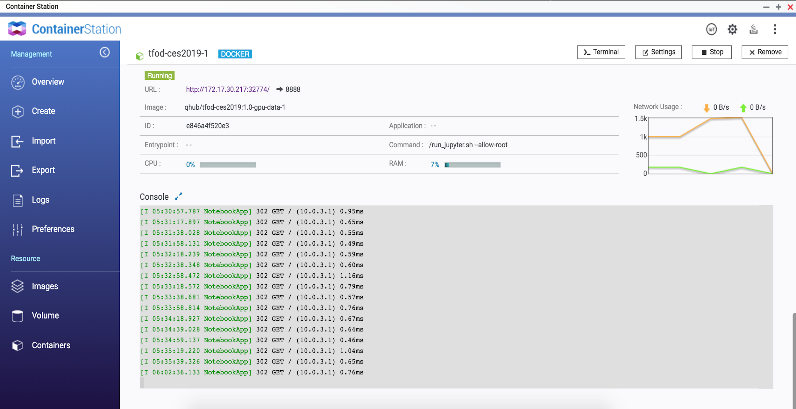 Container Station
ContainerStation
Management
Overview
Create
Import
Export
Logs
Preferences
Resource
Images
Volume
Containers
tfod-ces2019-1 DOCKER
Terminal
Settings
Stop
Remove
Running
URL : http://172.17.30.217:32774/ 8888
Image : qhub/tfod-ces2019:1.0-gpu-data-1
ID : e846a4f520e3
Application : --
Entrypoint : --
Command : /run_jupyter.sh --allow-root
CPU : 0%
RAM : 7%
Network Usage : 0 B/s 0 B/s
1.5k
1k
500
0
Console
[I 05:30:57.787 NotebookApp] 302 GET / (10.0.3.1) 0.95ms
[I 05:31:17.897 NotebookApp] 302 GET / (10.0.3.1) 0.65ms
[I 05:31:38.028 NotebookApp] 302 GET / (10.0.3.1) 0.55ms
[I 05:31:58.131 NotebookApp] 302 GET / (10.0.3.1) 0.49ms
[I 05:32:18.239 NotebookApp] 302 GET / (10.0.3.1) 0.59ms
[I 05:32:38.348 NotebookApp] 302 GET / (10.0.3.1) 0.60ms
[I 05:32:58.472 NotebookApp] 302 GET / (10.0.3.1) 1.16ms
[I 05:33:18.572 NotebookApp] 302 GET / (10.0.3.1) 0.79ms
[I 05:33:38.681 NotebookApp] 302 GET / (10.0.3.1) 0.57ms
[I 05:33:58.814 NotebookApp] 302 GET / (10.0.3.1) 0.76ms
[I 05:34:18.927 NotebookApp] 302 GET / (10.0.3.1) 0.67ms
[I 05:34:39.028 NotebookApp] 302 GET / (10.0.3.1) 0.64ms
[I 05:34:59.137 NotebookApp] 302 GET / (10.0.3.1) 0.46ms
[I 05:35:19.220 NotebookApp] 302 GET / (10.0.3.1) 1.04ms
[I 05:35:39.326 NotebookApp] 302 GET / (10.0.3.1) 0.65ms
[I 06:02:36.133 NotebookApp] 302 GET / (10.0.3.1) 0.76ms